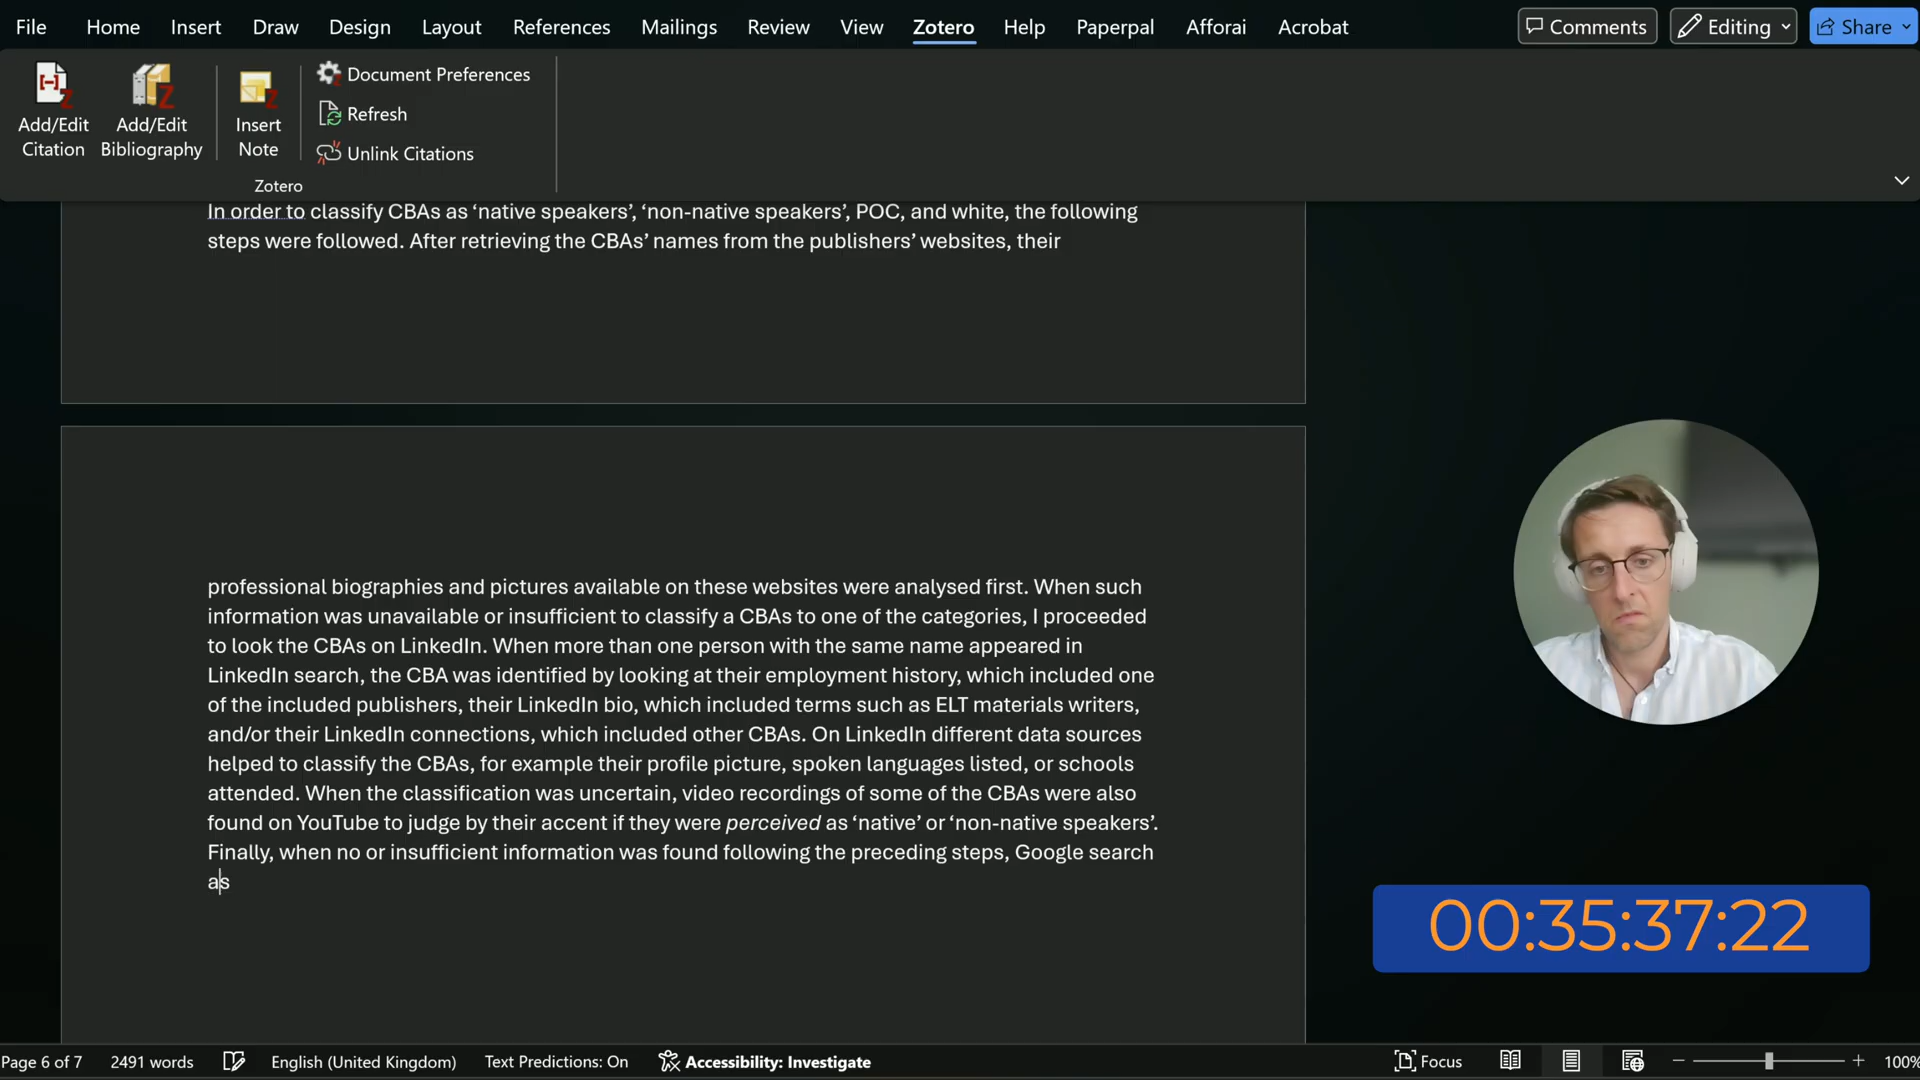 File Home Insert Draw Design Layout References Mailings Review View Zotero Help Paperpal Afforai Acrobat Comments Editing Share
Add/Edit Citation
Add/Edit Bibliography
Insert Note
Document Preferences
Refresh
Unlink Citations
Zotero
In order to classify CBAs as ‘native speakers’, ‘non-native speakers’, POC, and white, the following
steps were followed. After retrieving the CBAs’ names from the publishers’ websites, their
professional biographies and pictures available on these websites were analysed first. When such
information was unavailable or insufficient to classify a CBAs to one of the categories, I proceeded
to look the CBAs on LinkedIn. When more than one person with the same name appeared in
LinkedIn search, the CBA was identified by looking at their employment history, which included one
of the included publishers, their LinkedIn bio, which included terms such as ELT materials writers,
and/or their LinkedIn connections, which included other CBAs. On LinkedIn different data sources
helped to classify the CBAs, for example their profile picture, spoken languages listed, or schools
attended. When the classification was uncertain, video recordings of some of the CBAs were also
found on YouTube to judge by their accent if they were perceived as ‘native’ or ‘non-native speakers’.
Finally, when no or insufficient information was found following the preceding steps, Google search
as
00:35:37:22
Page 6 of 7 2491 words English (United Kingdom) Text Predictions: On Accessibility: Investigate Focus 100%